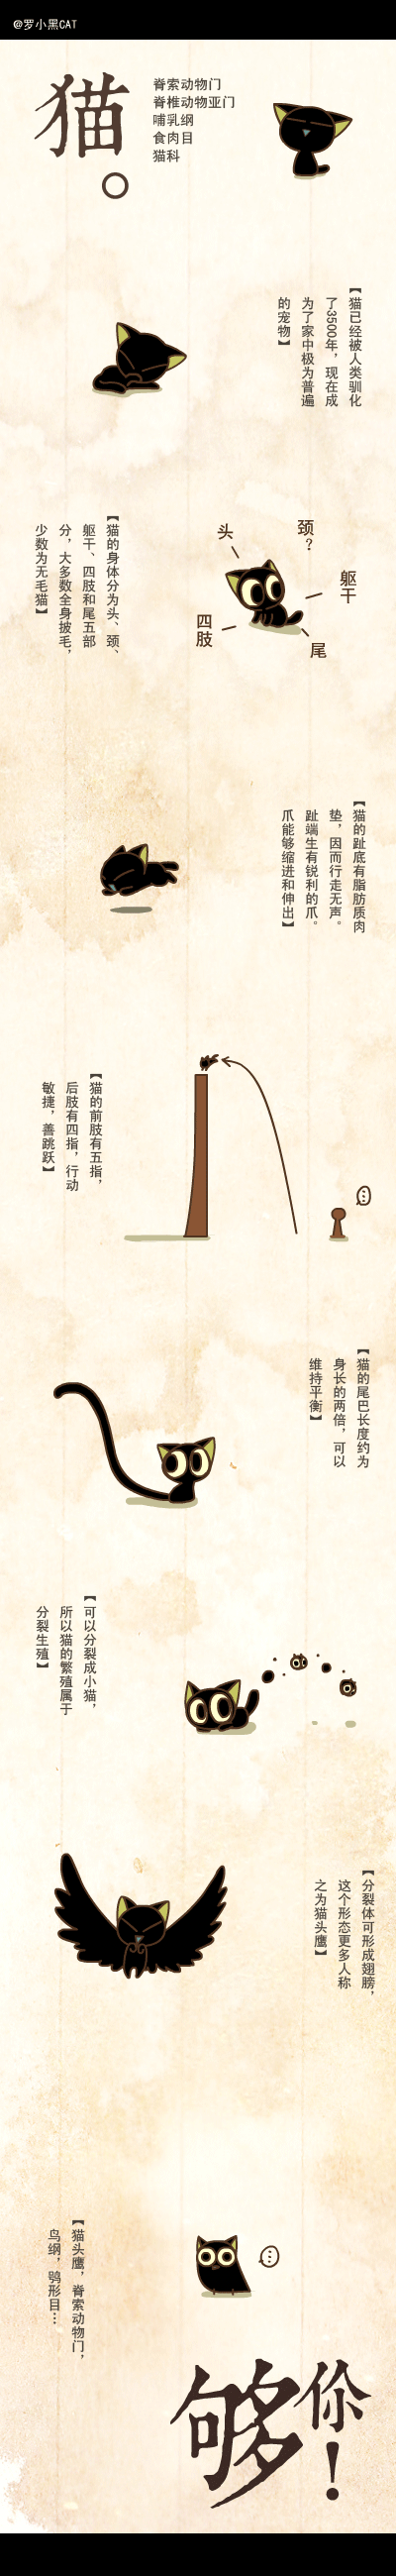 @罗小黑CAT
猫。
脊索动物门
脊椎动物亚门
哺乳纲
食肉目
猫科
【猫已经被人类驯化
了3500年，现在成
为了家中极为普遍
的宠物】
头
颈？
躯干
四肢
尾
【猫的身体分为头、颈、
躯干、四肢和尾五部
分，大多数全身披毛，
少数为无毛猫】
【猫的趾底有脂肪质肉
垫，因而行走无声。
趾端生有锐利的爪。
爪能够缩进和伸出】
【猫的前肢有五指，
后肢有四指，行动
敏捷，善跳跃】
【猫的尾巴长度约为
身长的两倍，可以
维持平衡】
【可以分裂成小猫，
所以猫的繁殖属于
分裂生殖】
【分裂体可形成翅膀，
这个形态更多人称
之为猫头鹰】
【猫头鹰，脊索动物门，
鸟纲，鸮形目…
你
够！